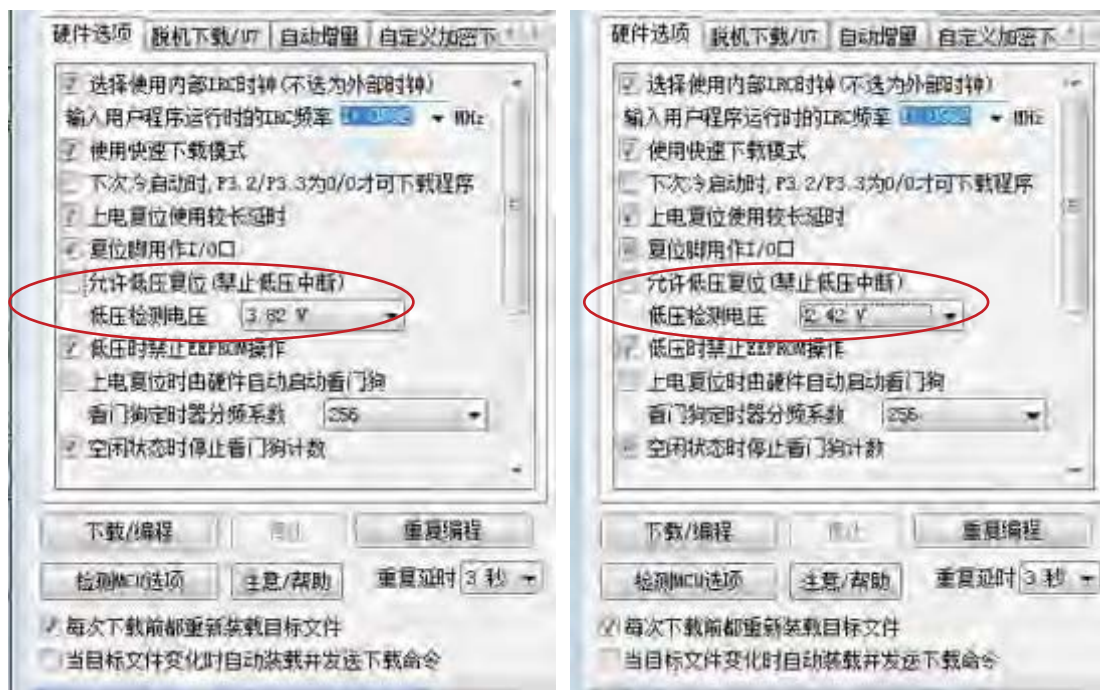 硬件选项 脱机下载/U7 自动增量 自定义加密下
选择使用内部IRC时钟(不选为外部时钟)
输入用户程序运行时的IRC频率 MHz
使用快速下载模式
下次冷启动时, P3.2/P3.3为0/0才可下载程序
上电复位使用较长延时
复位脚用作I/O口
允许低压复位(禁止低压中断)
低压检测电压 3.82 V
低压时禁止EEPROM操作
上电复位时由硬件自动启动看门狗
看门狗定时器分频系数 256
空闲状态时停止看门狗计数
下载/编程 停止 重复编程
检测MCU选项 注意/帮助 重复延时 3 秒
每次下载前都重新装载目标文件
当目标文件变化时自动装载并发送下载命令
硬件选项 脱机下载/U7 自动增量 自定义加密下
选择使用内部IRC时钟(不选为外部时钟)
输入用户程序运行时的IRC频率 MHz
使用快速下载模式
下次冷启动时, P3.2/P3.3为0/0才可下载程序
上电复位使用较长延时
复位脚用作I/O口
允许低压复位(禁止低压中断)
低压检测电压 2.42 V
低压时禁止EEPROM操作
上电复位时由硬件自动启动看门狗
看门狗定时器分频系数 256
空闲状态时停止看门狗计数
下载/编程 停止 重复编程
检测MCU选项 注意/帮助 重复延时 3 秒
每次下载前都重新装载目标文件
当目标文件变化时自动装载并发送下载命令